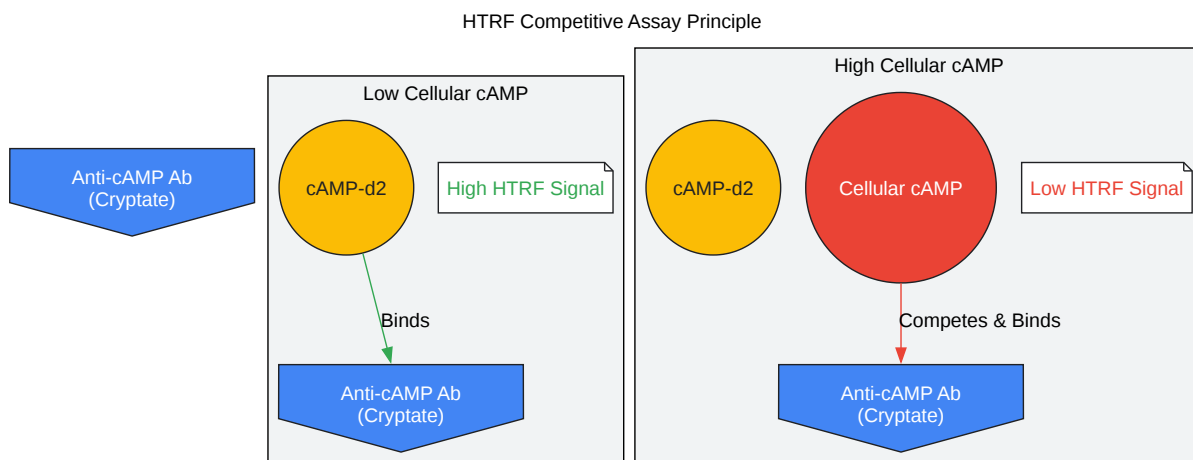 HTRF Competitive Assay Principle
Anti-cAMP Ab
(Cryptate)
Low Cellular cAMP
cAMP-d2
High HTRF Signal
Binds
Anti-cAMP Ab
(Cryptate)
High Cellular cAMP
cAMP-d2
Cellular cAMP
Low HTRF Signal
Competes & Binds
Anti-cAMP Ab
(Cryptate)